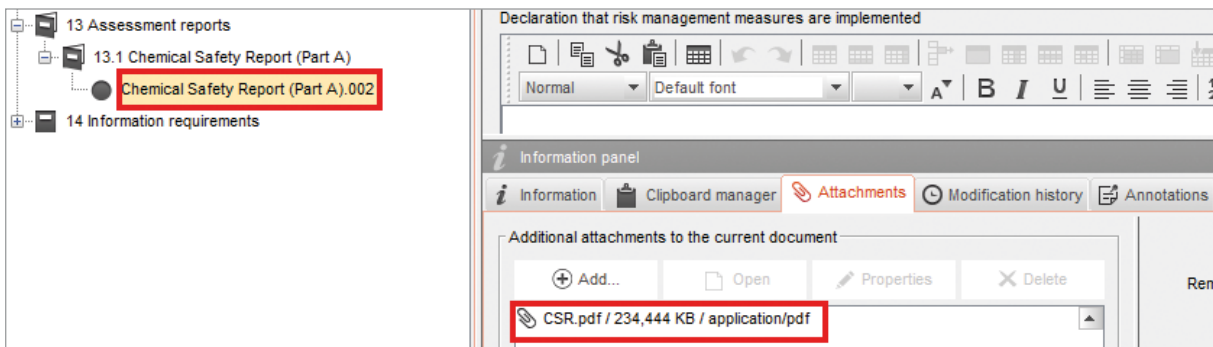 13 Assessment reports
13.1 Chemical Safety Report (Part A)
Chemical Safety Report (Part A).002
14 Information requirements
Declaration that risk management measures are implemented
Normal Default font A B I U
Information panel
Information Clipboard manager Attachments Modification history Annotations
Additional attachments to the current document
Add... Open Properties Delete
CSR.pdf / 234,444 KB / application/pdf